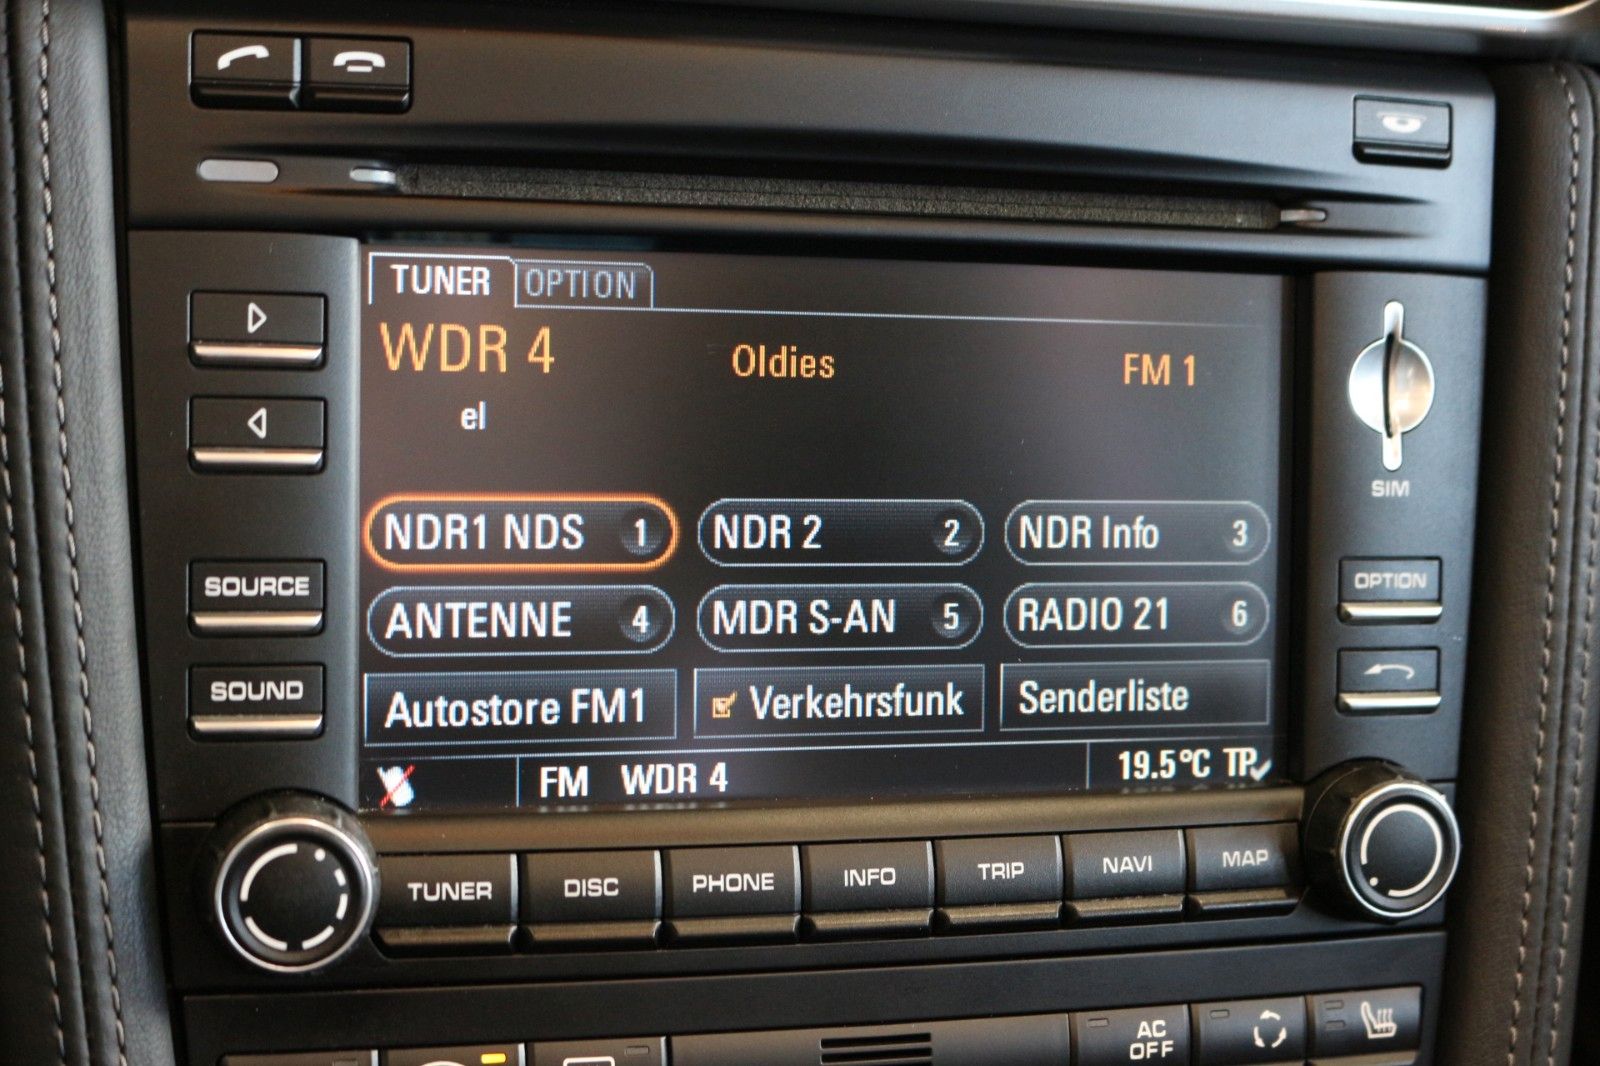 TUNER OPTION
WDR 4 Oldies FM 1
el
SIM
NDR1 NDS 1 NDR 2 2 NDR Info 3
SOURCE
OPTION
ANTENNE 4 MDR S-AN 5 RADIO 21 6
SOUND
Autostore FM1 Verkehrsfunk Senderliste
FM WDR 4 19.5°C TP
TUNER DISC PHONE INFO TRIP NAVI MAP
AC
OFF